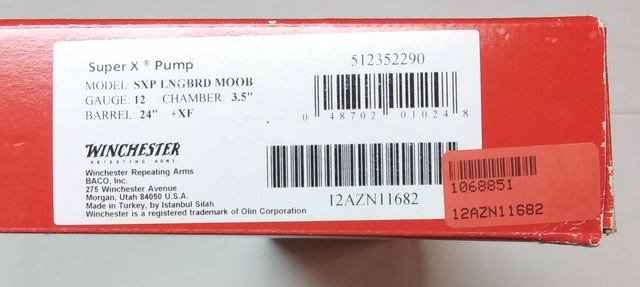 Super X ® Pump
MODEL: SXP LNGBRD MOOB
GAUGE: 12 CHAMBER: 3.5"
BARREL: 24" +XF
512352290
0 48702 01024 8
WINCHESTER
REPEATING ARMS
Winchester Repeating Arms
BACO, Inc.
275 Winchester Avenue
Morgan, Utah 84050 U.S.A.
Made in Turkey, by Istanbul Silah
Winchester is a registered trademark of Olin Corporation
12AZN11682
1068851
12AZN11682